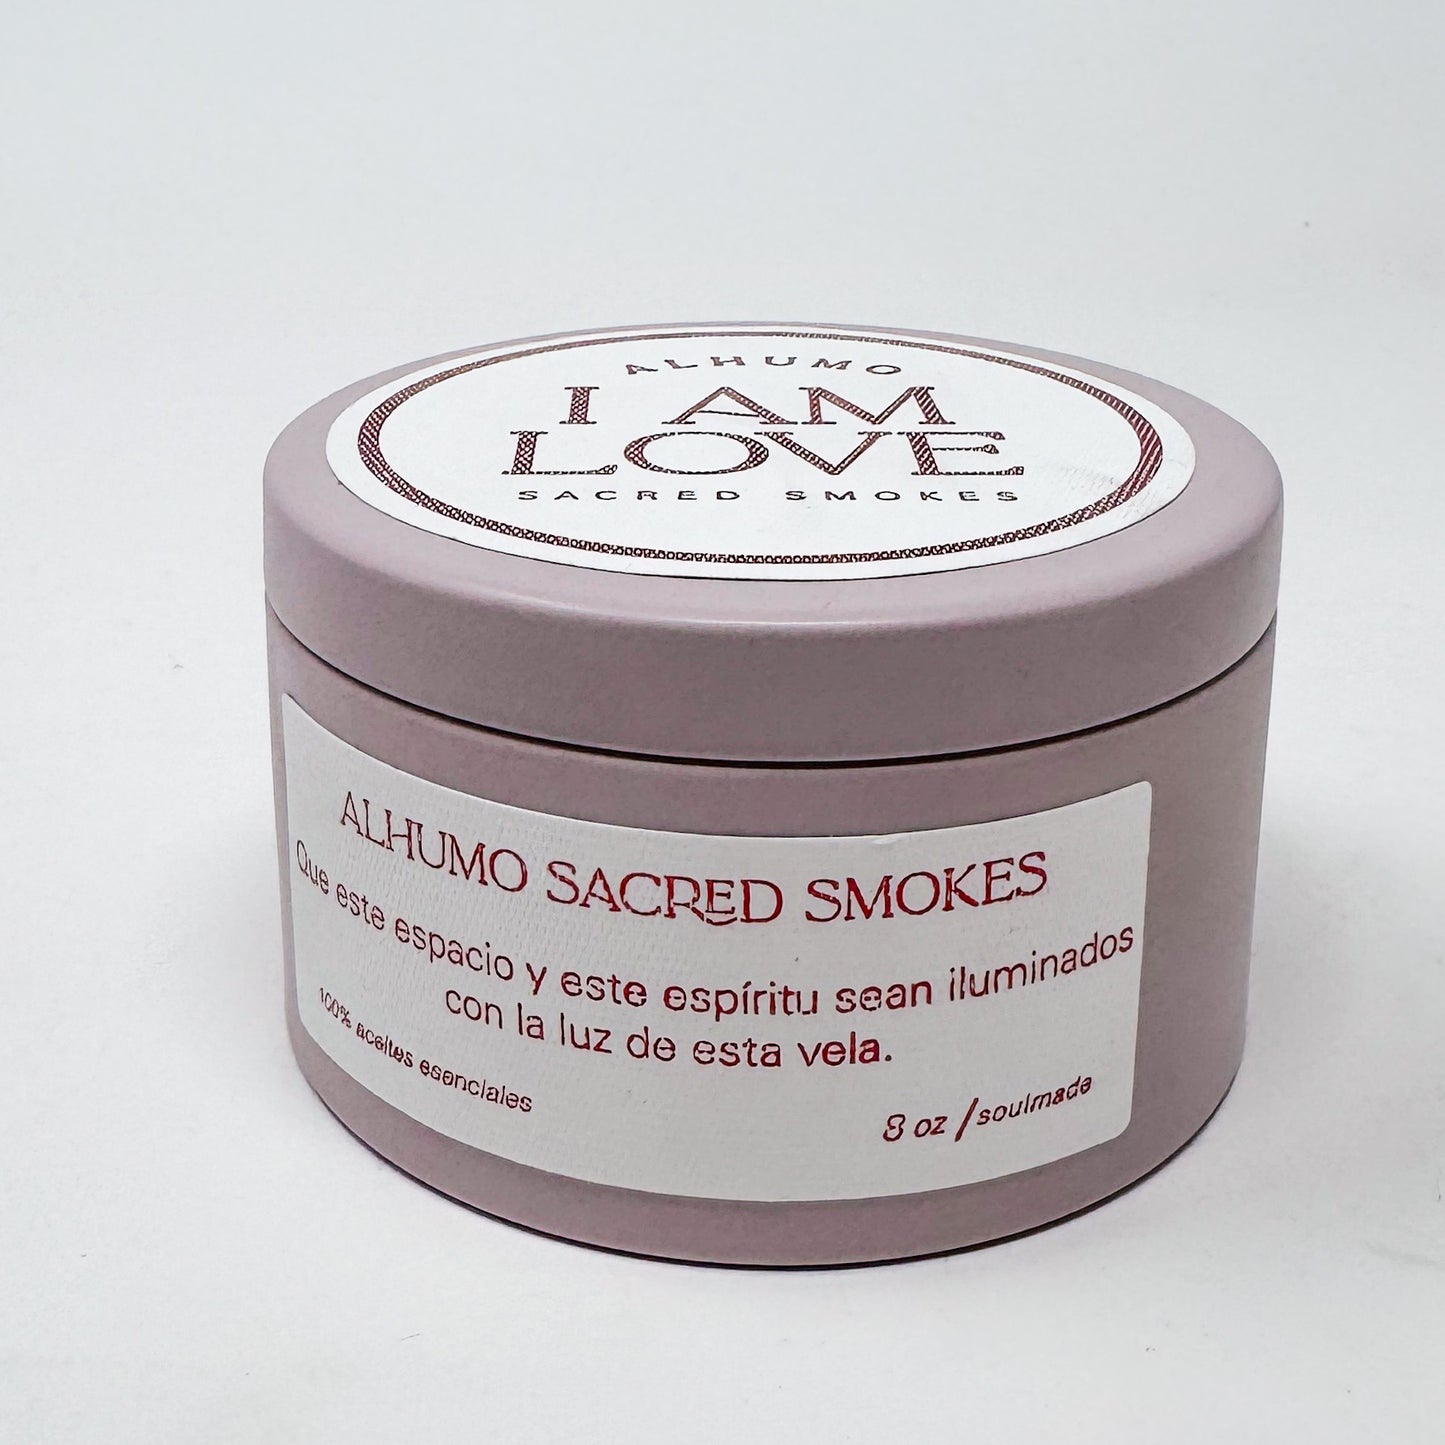 ALHUMO
I AM
LOVE
SACRED SMOKES
ALHUMO SACRED SMOKES
Que este espacio y este espíritu sean iluminados
con la luz de esta vela.
100% aceites esenciales
8 oz /soulmade